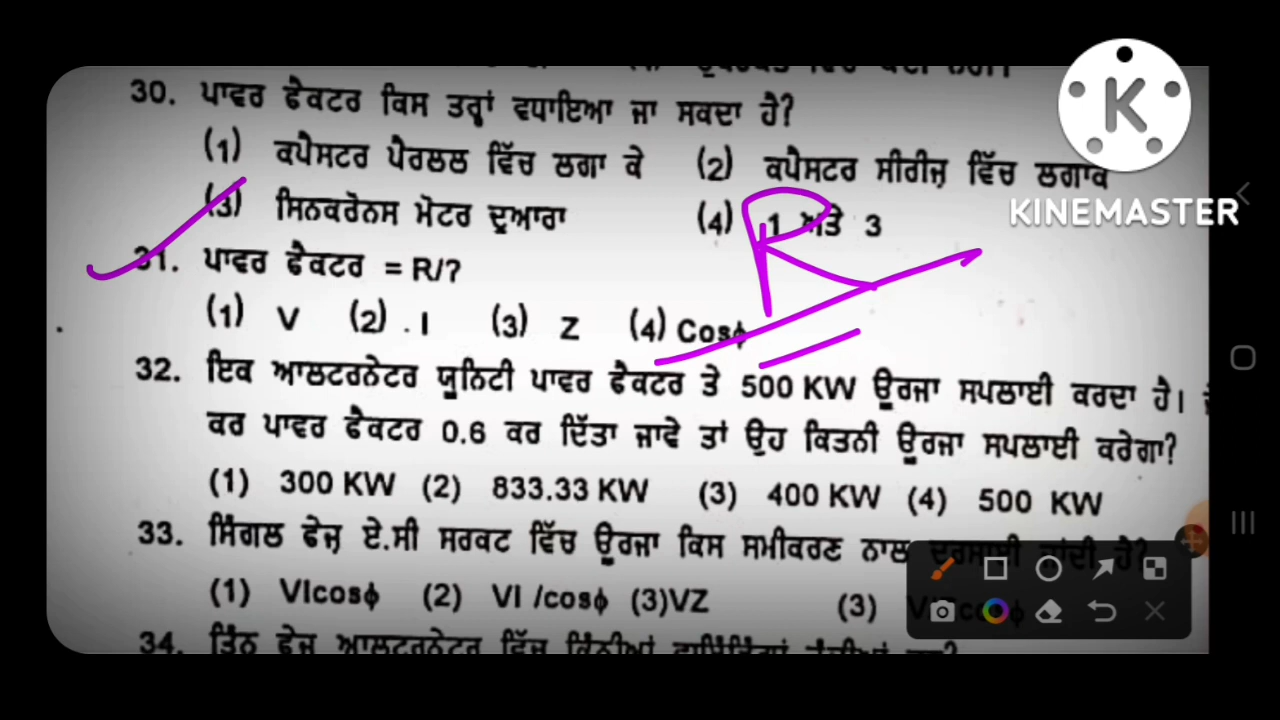 30. ਪਾਵਰ ਫੈਕਟਰ ਕਿਸ ਤਰ੍ਹਾਂ ਵਧਾਇਆ ਜਾ ਸਕਦਾ ਹੈ?
(1) ਕਪੈਸਟਰ ਪੈਰਲਲ ਵਿੱਚ ਲਗਾ ਕੇ (2) ਕਪੈਸਟਰ ਸੀਰੀਜ਼ ਵਿੱਚ ਲਗਾਕੇ
(3) ਸਿਨਕਰੋਨਸ ਮੋਟਰ ਦੁਆਰਾ (4) 1 ਅਤੇ 3
31. ਪਾਵਰ ਫੈਕਟਰ = R/?
(1) V (2) . I (3) Z (4) Cosϕ
R
32. ਇਕ ਆਲਟਰਨੇਟਰ ਯੂਨਿਟੀ ਪਾਵਰ ਫੈਕਟਰ ਤੇ 500 KW ਊਰਜਾ ਸਪਲਾਈ ਕਰਦਾ ਹੈ।
ਕਰ ਪਾਵਰ ਫੈਕਟਰ 0.6 ਕਰ ਦਿੱਤਾ ਜਾਵੇ ਤਾਂ ਉਹ ਕਿਤਨੀ ਊਰਜਾ ਸਪਲਾਈ ਕਰੇਗਾ?
(1) 300 KW (2) 833.33 KW (3) 400 KW (4) 500 KW
33. ਸਿੰਗਲ ਫੇਜ਼ ਏ.ਸੀ ਸਰਕਟ ਵਿੱਚ ਊਰਜਾ ਕਿਸ ਸਮੀਕਰਣ ਨਾਲ ਦਰਸਾਈ ਜਾਂਦੀ ਹੈ?
(1) VIcosϕ (2) VI /cosϕ (3)VZ (3)
34. ਤਿੰਨ ਫੇਜ਼ ਆਲਟਰਨੇਟਰ ਵਿੱਚ ਕਿੰਨੀਆਂ
K
KINEMASTER